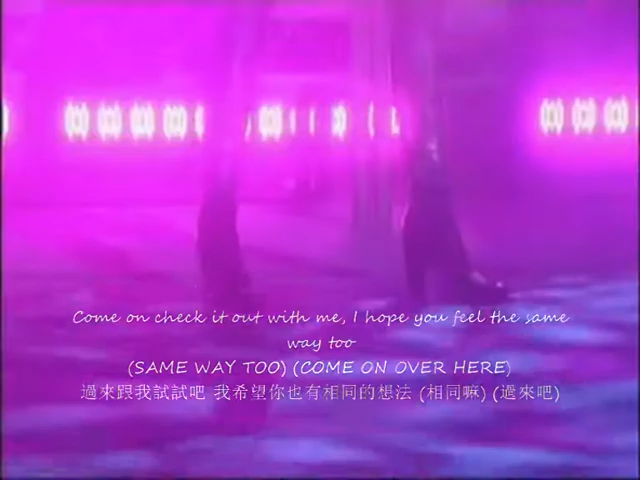 Come on check it out with me, I hope you feel the same
way too
(SAME WAY TOO) (COME ON OVER HERE)
過來跟我試試吧 我希望你也有相同的想法 (相同嘛) (過來吧)